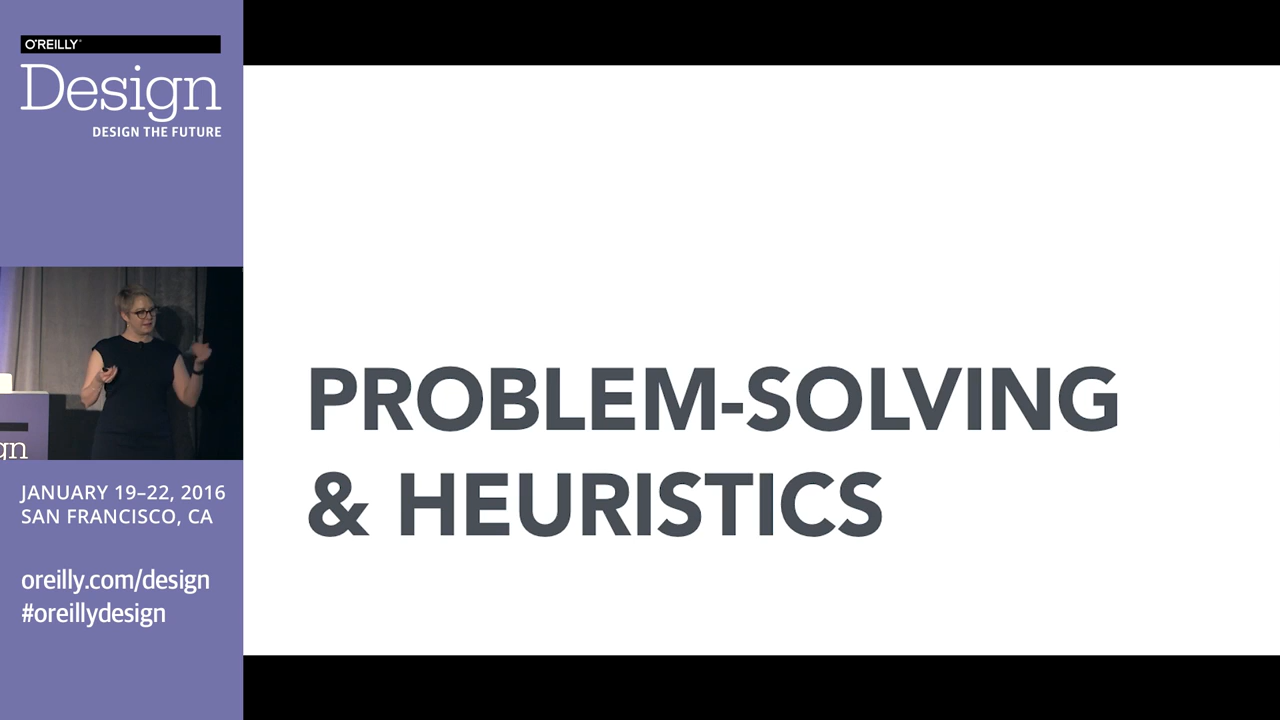 O'REILLY®
Design
DESIGN THE FUTURE
gn
JANUARY 19–22, 2016
SAN FRANCISCO, CA
oreilly.com/design
#oreillydesign
PROBLEM-SOLVING
& HEURISTICS